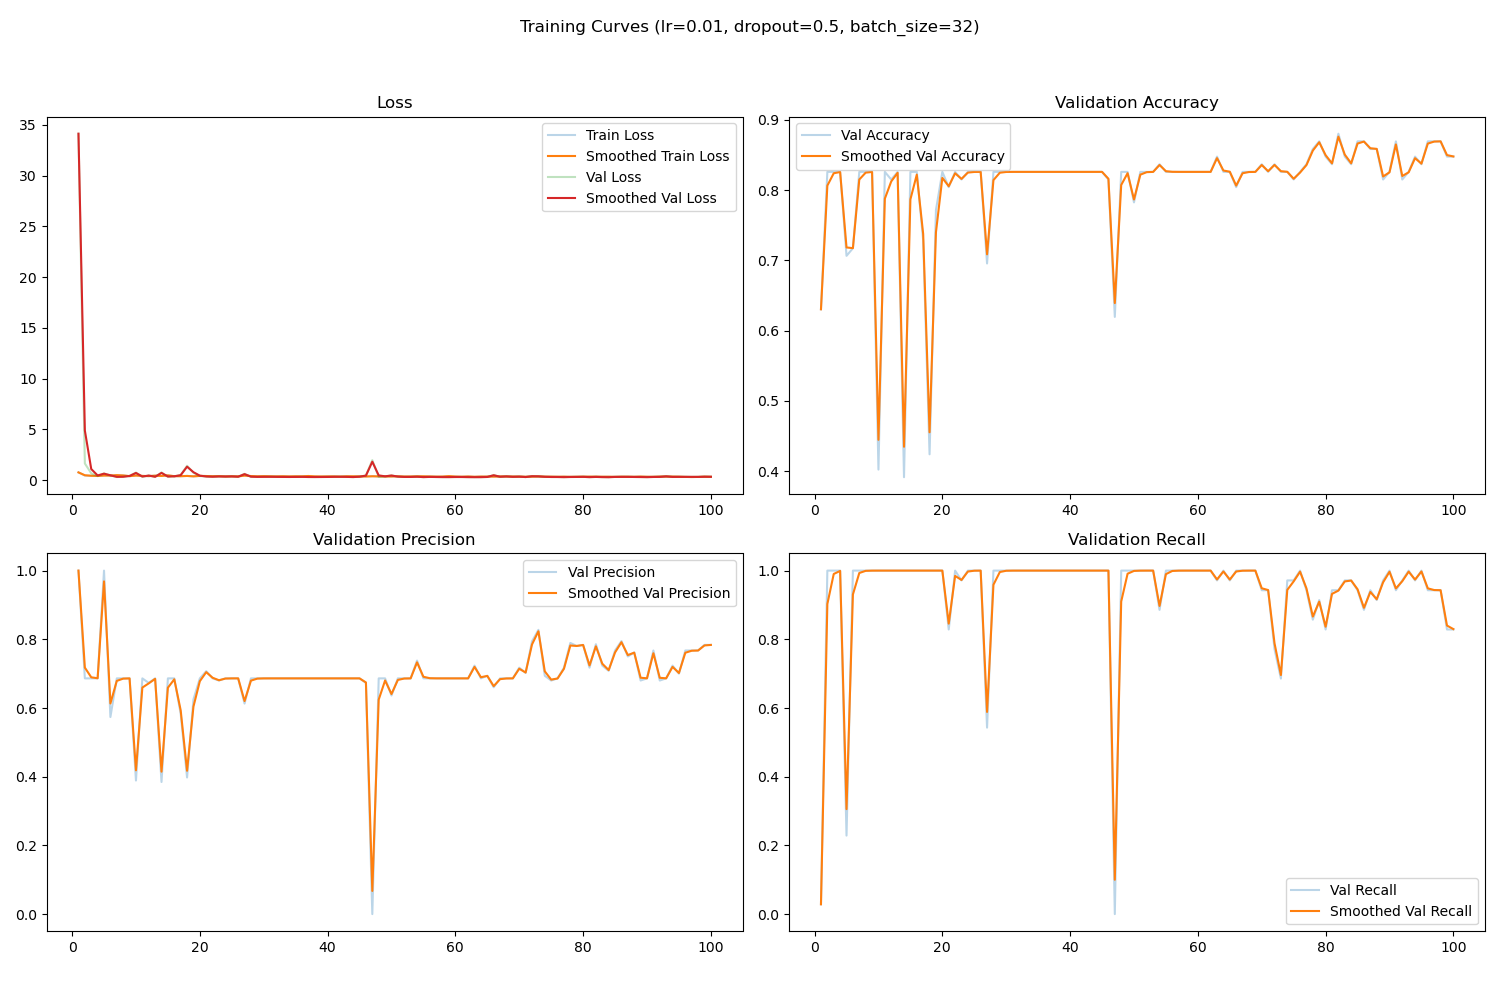 Training Curves (lr=0.01, dropout=0.5, batch_size=32)
Loss
35
30
25
20
15
10
5
0
0 20 40 60 80 100
Train Loss
Smoothed Train Loss
Val Loss
Smoothed Val Loss
Validation Accuracy
0.9
0.8
0.7
0.6
0.5
0.4
0 20 40 60 80 100
Val Accuracy
Smoothed Val Accuracy
Validation Precision
1.0
0.8
0.6
0.4
0.2
0.0
0 20 40 60 80 100
Val Precision
Smoothed Val Precision
Validation Recall
1.0
0.8
0.6
0.4
0.2
0.0
0 20 40 60 80 100
Val Recall
Smoothed Val Recall